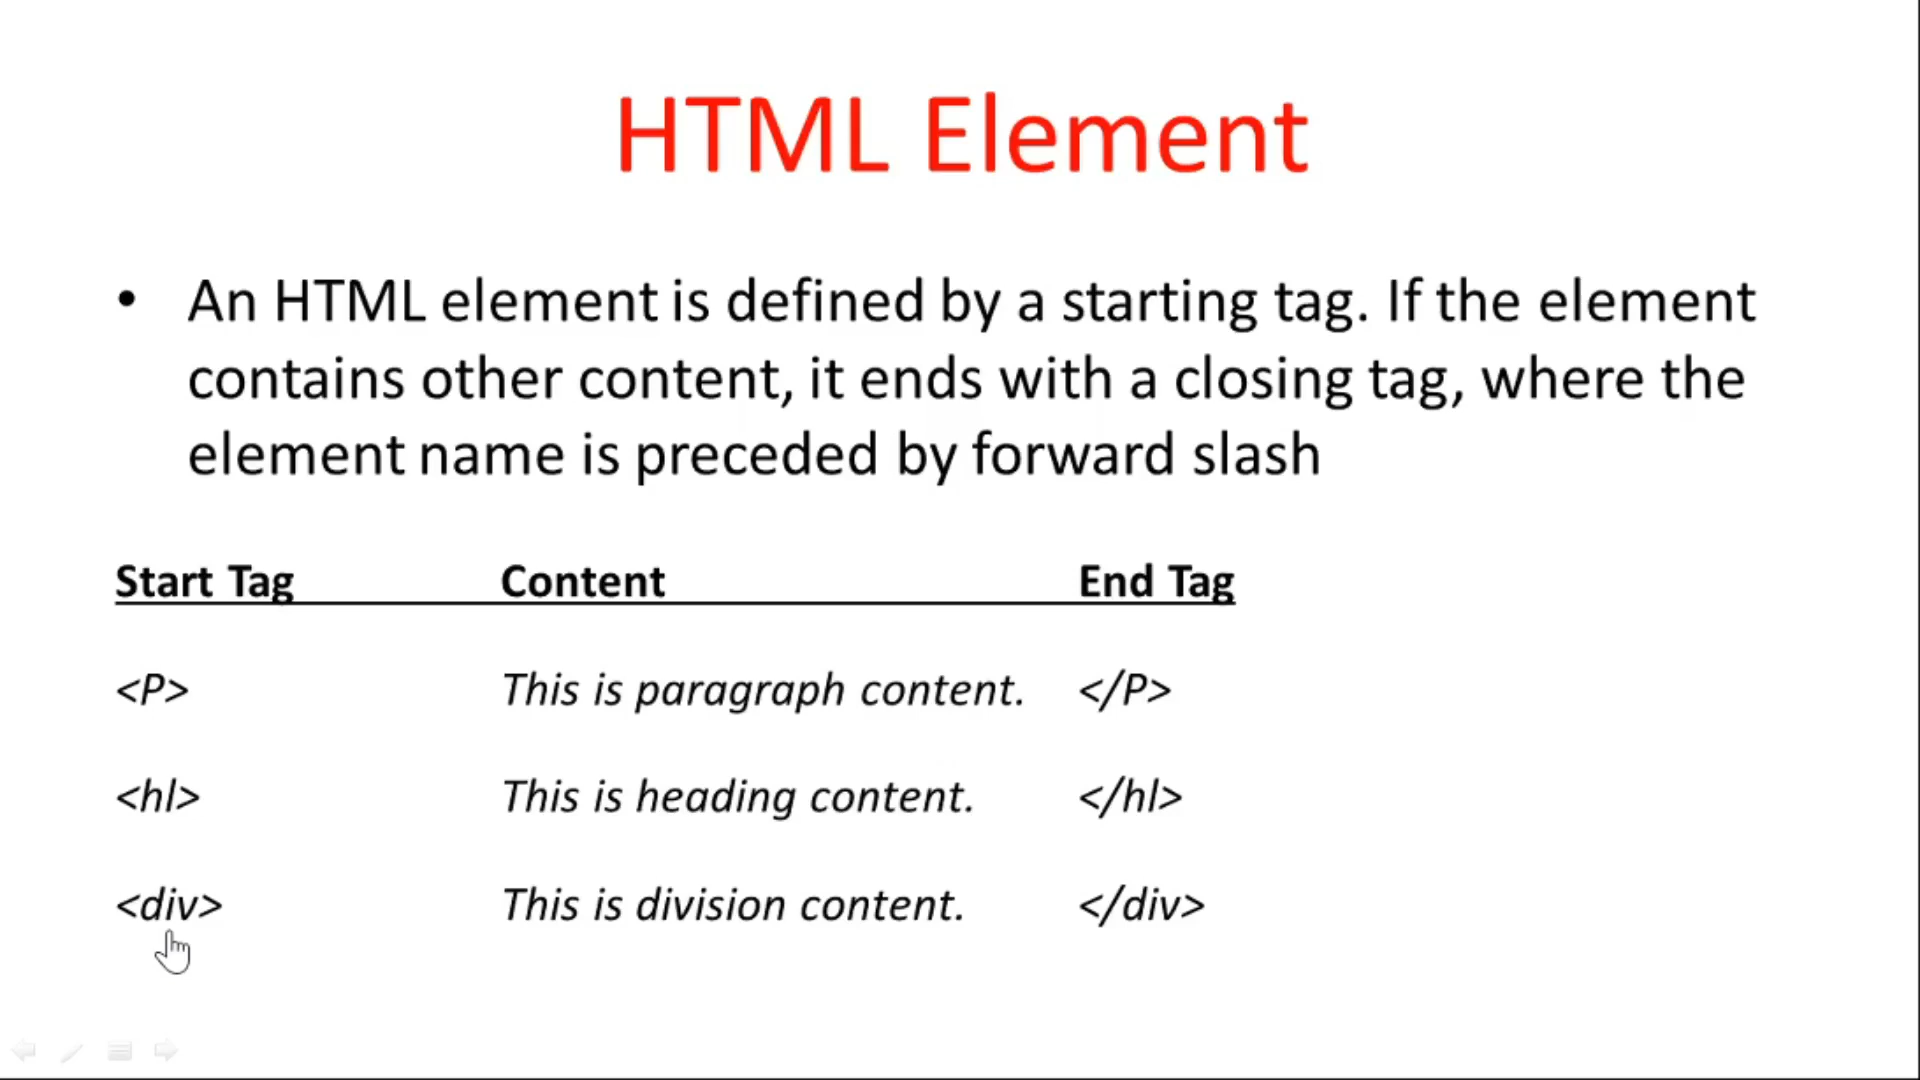 HTML Element
• An HTML element is defined by a starting tag. If the element
contains other content, it ends with a closing tag, where the
element name is preceded by forward slash
Start Tag Content End Tag
<P> This is paragraph content. </P>
<hl> This is heading content. </hl>
<div> This is division content. </div>